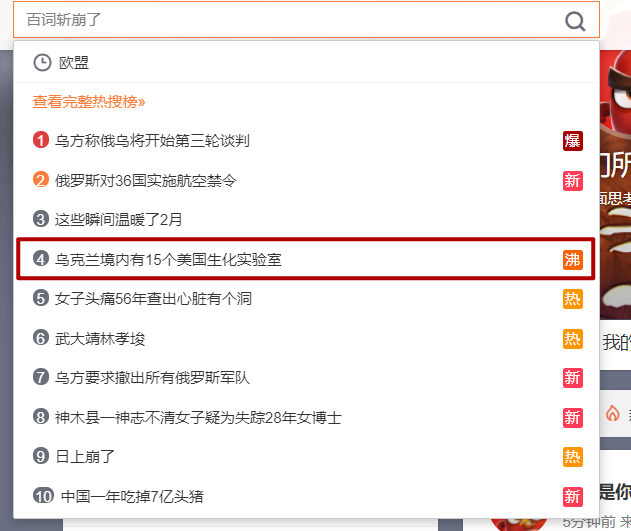 百词斩崩了
欧盟
查看完整热搜榜»
1 乌方称俄乌将开始第三轮谈判 爆
2 俄罗斯对36国实施航空禁令 新
3 这些瞬间温暖了2月
4 乌克兰境内有15个美国生化实验室 沸
5 女子头痛56年查出心脏有个洞 热
6 武大靖林孝埈 热
7 乌方要求撤出所有俄罗斯军队 新
8 神木县一神志不清女子疑为失踪28年女博士 新
9 日上崩了 热
10 中国一年吃掉7亿头猪 新
面思考
我的
是你
5分钟前 来